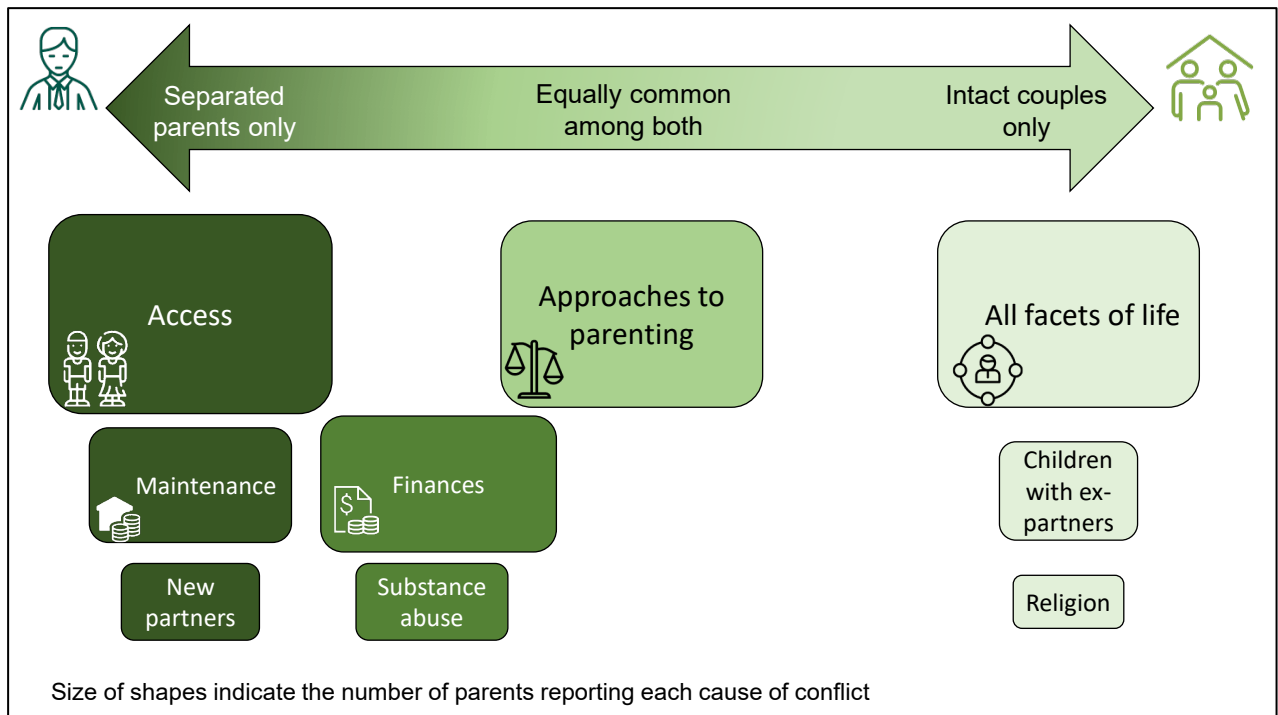 Separated
parents only
Equally common
among both
Intact couples
only
Access
Approaches to
parenting
All facets of life
Maintenance
$
Finances
Children
with ex-
partners
New
partners
Substance
abuse
Religion
Size of shapes indicate the number of parents reporting each cause of conflict